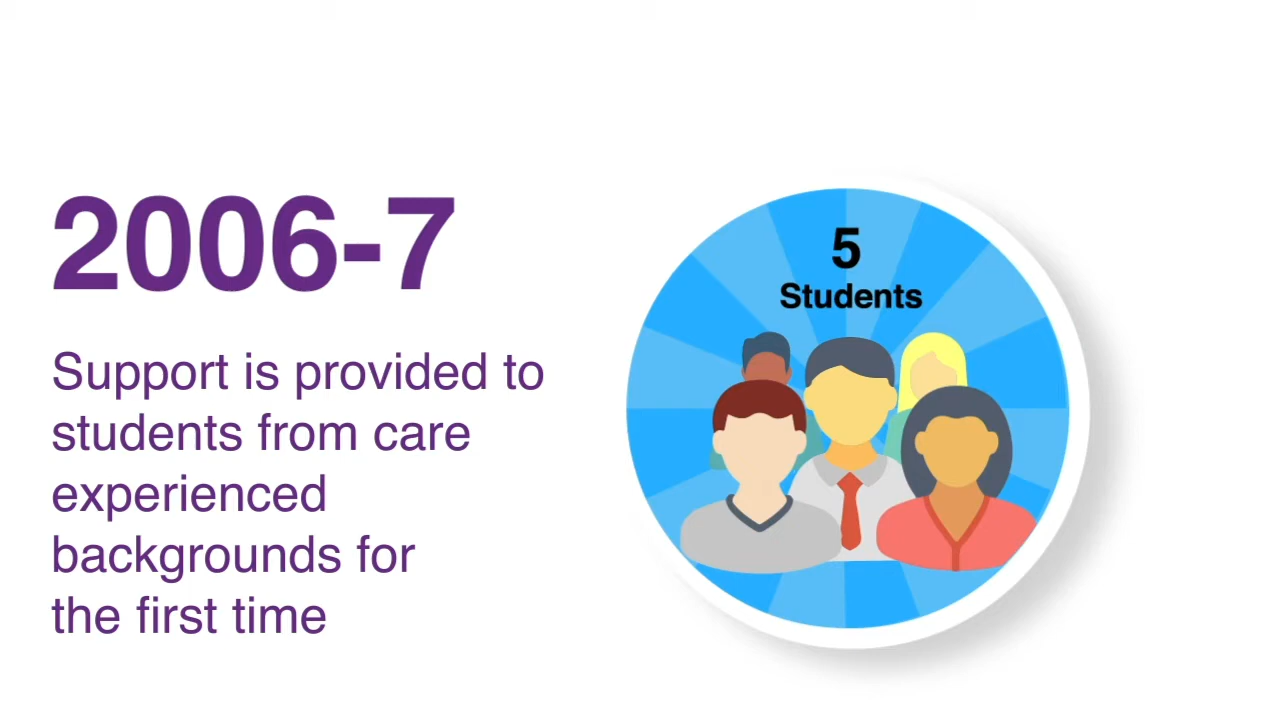 2006-7
Support is provided to
students from care
experienced
backgrounds for
the first time
5
Students